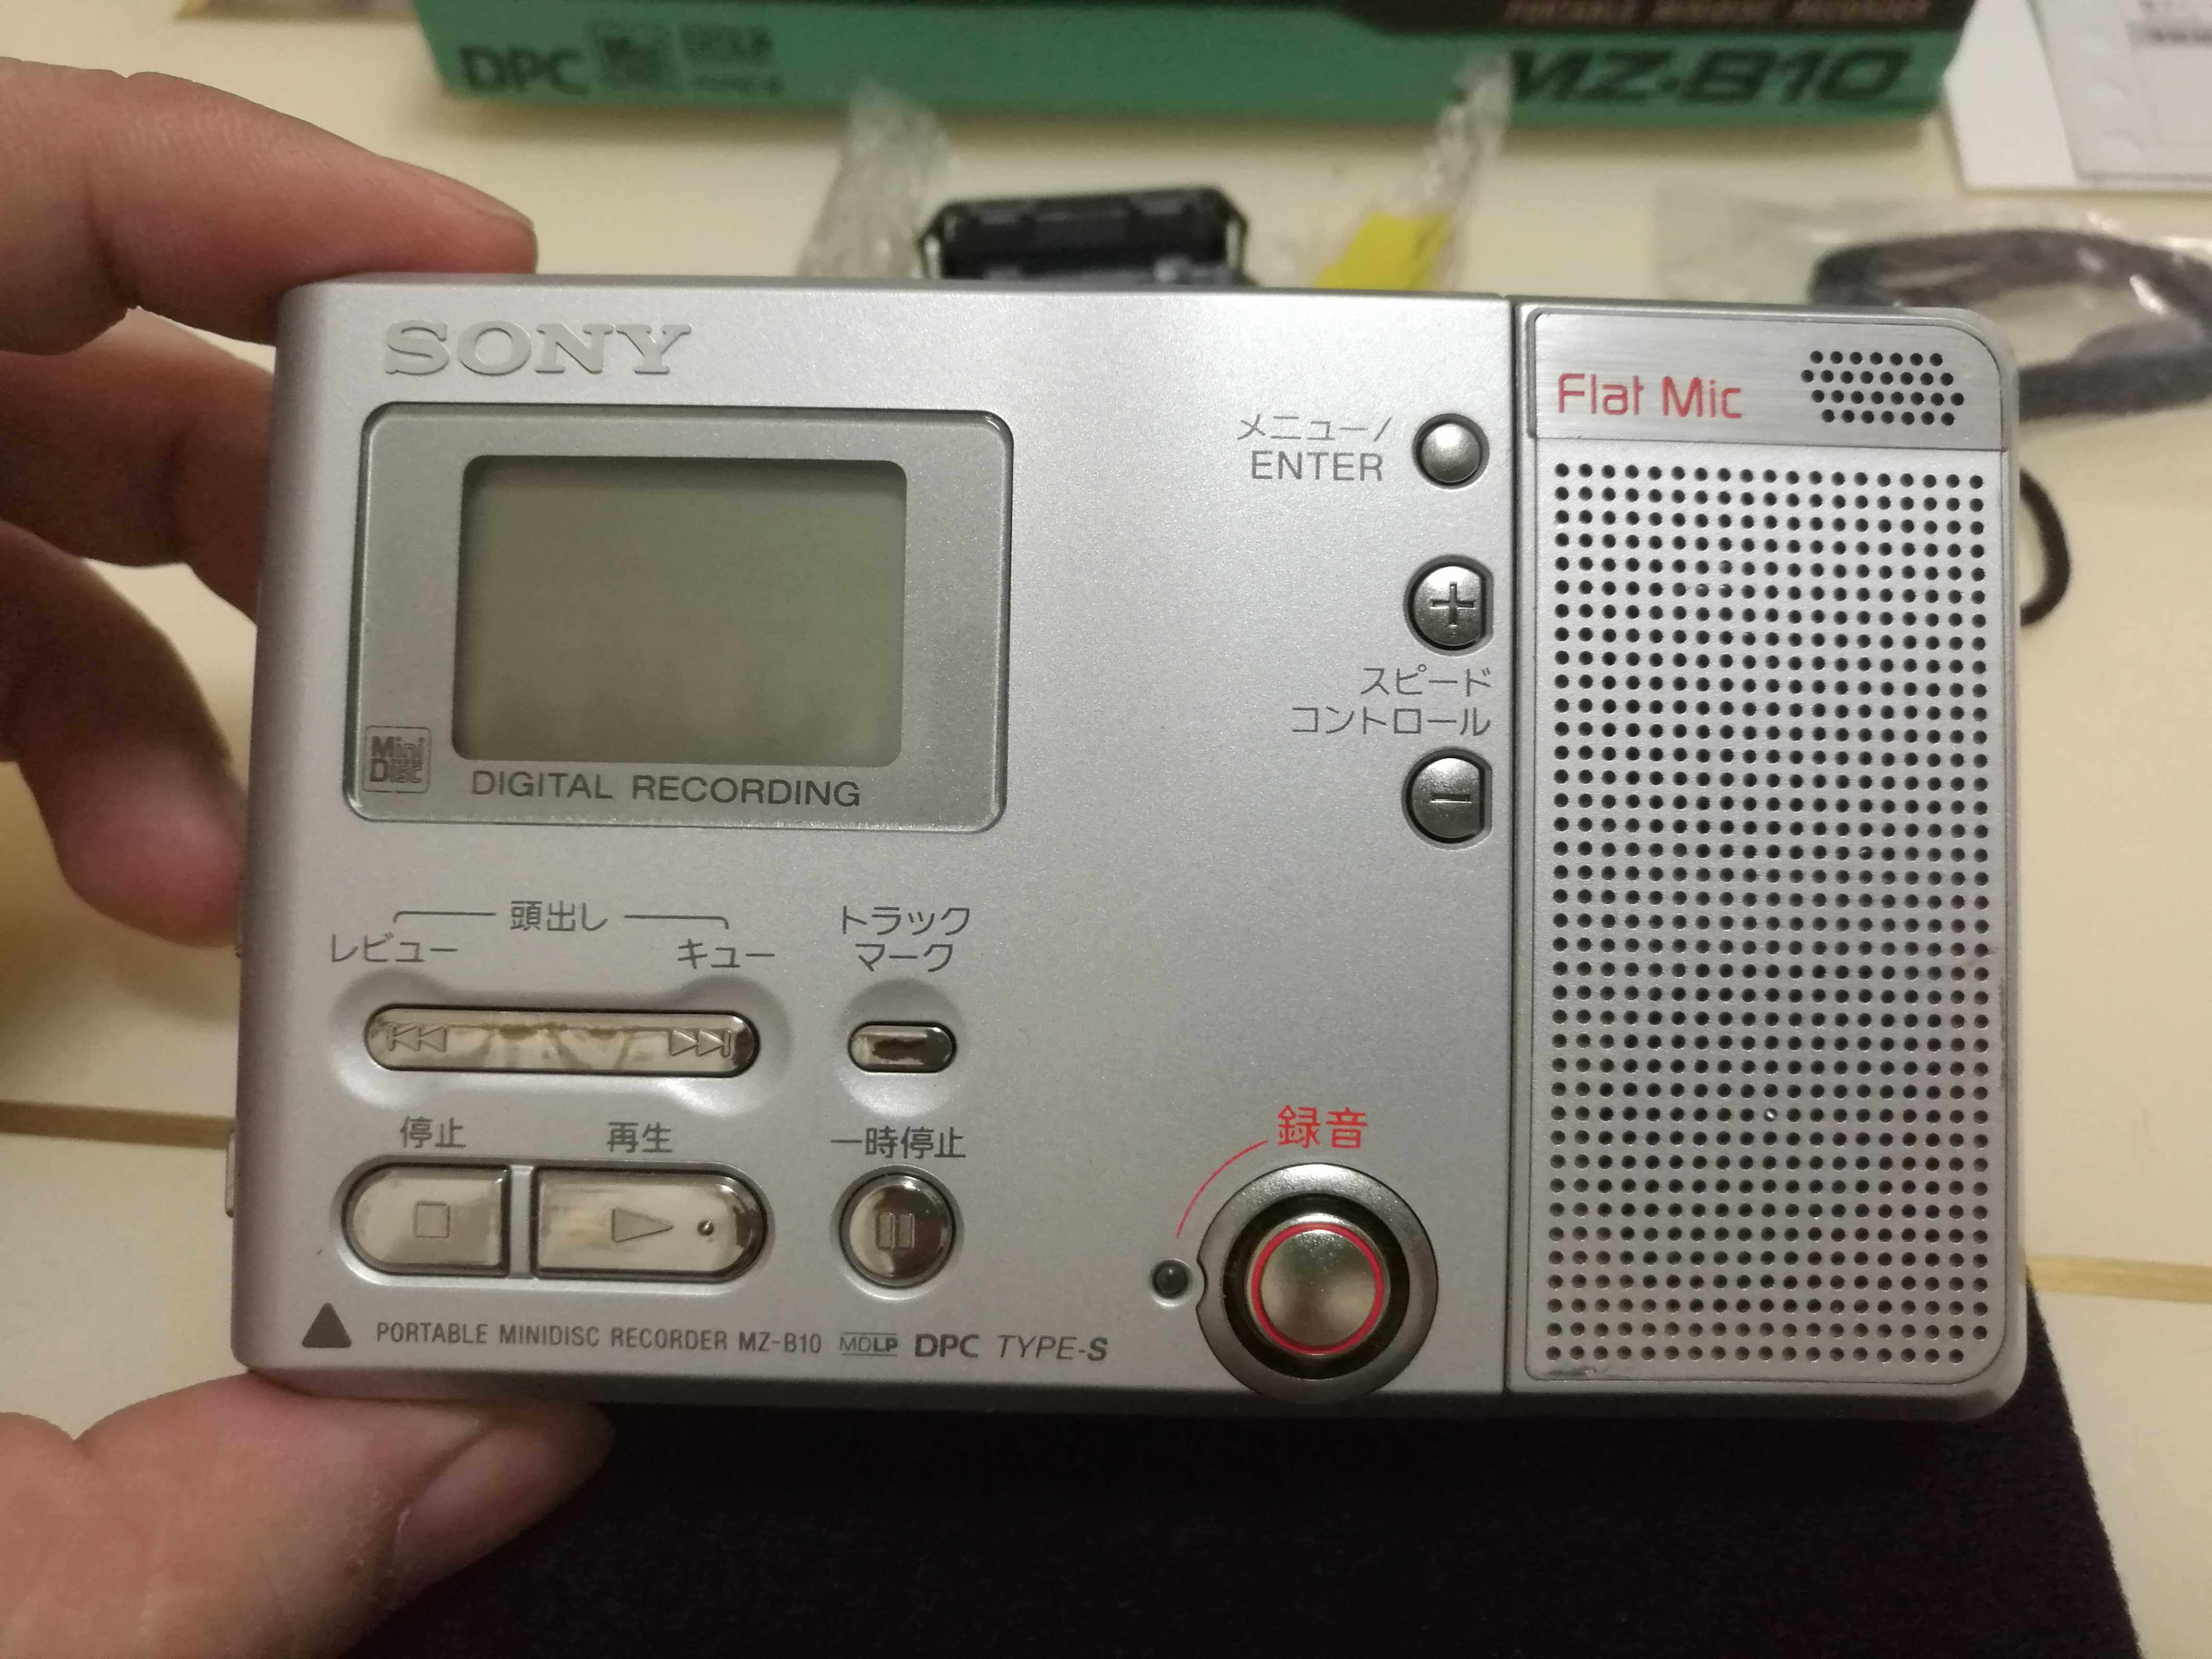 PORTABLE MINIDISC RECORDER
DPC
MZ-B10
SONY
Flat Mic
メニュー/
ENTER
スピード
コントロール
Mini
Disc
DIGITAL RECORDING
頭出し
レビュー キュー
トラック
マーク
停止 再生 一時停止
録音
PORTABLE MINIDISC RECORDER MZ-B10 MDLP DPC TYPE-S